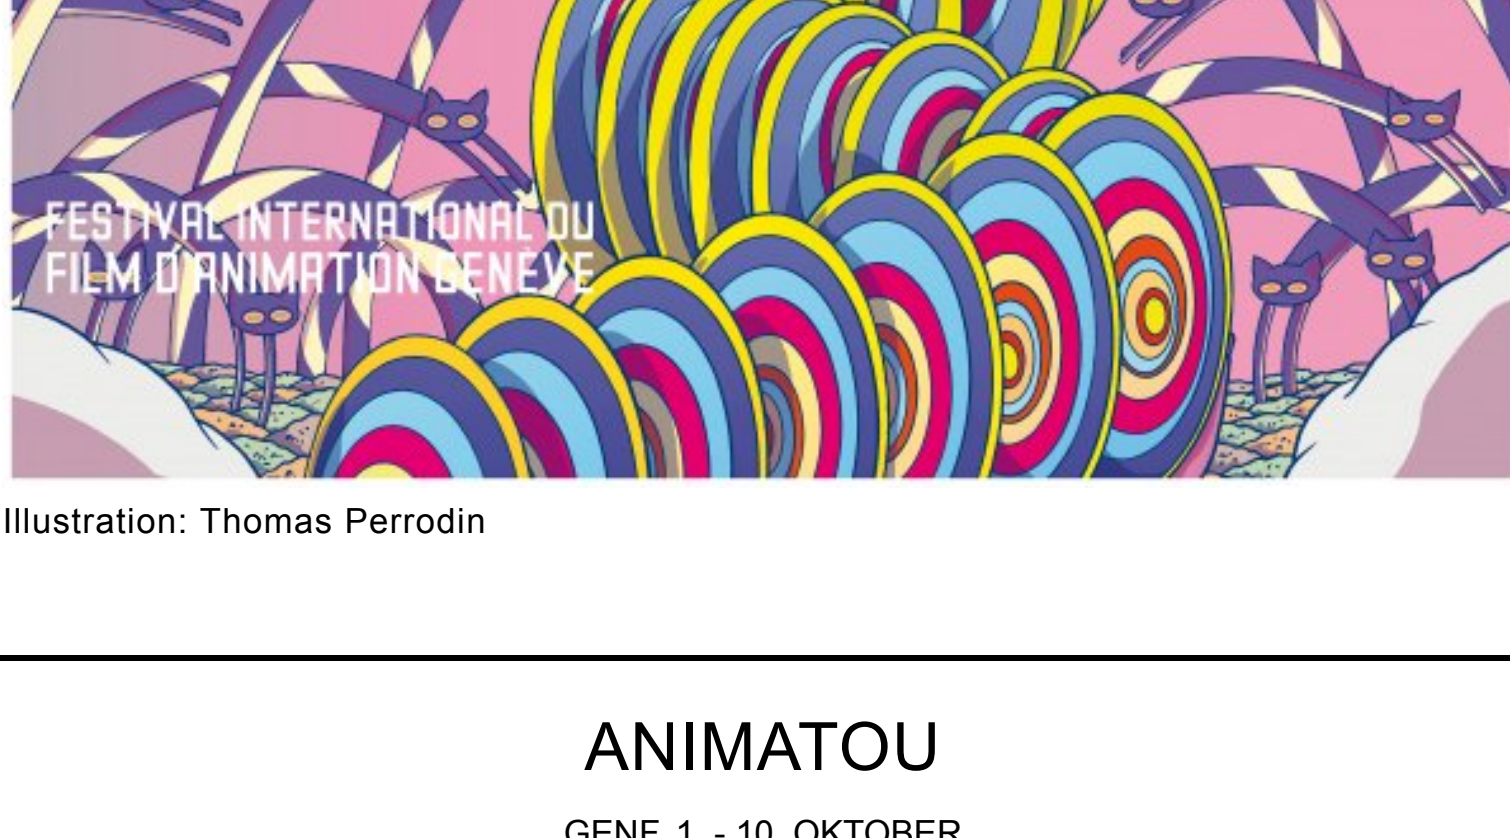 FESTIVAL INTERNATIONAL DU
FILM D'ANIMATION GENÈVE
Illustration: Thomas Perrodin
ANIMATOU
GENF, 1. - 10. OKTOBER